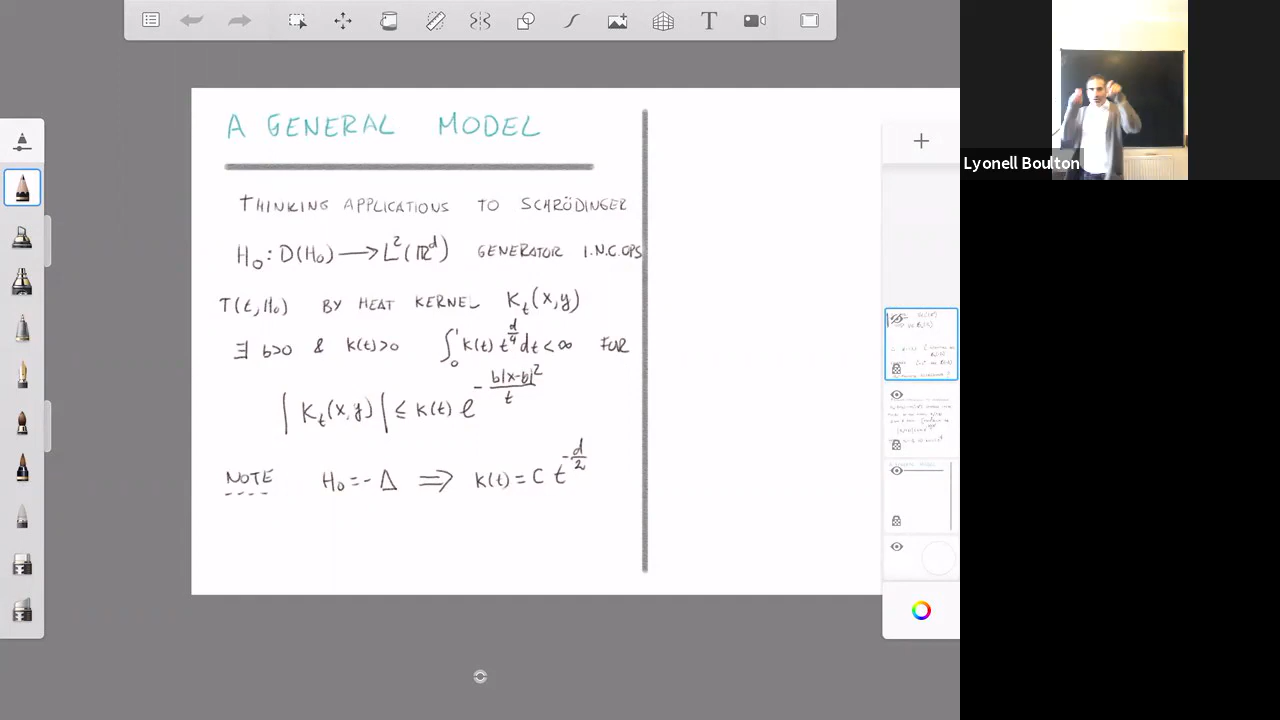 A GENERAL MODEL
THINKING APPLICATIONS TO SCHRÖDINGER
H₀ : D(H₀) ⟶ L²(ℝᵈ) GENERATOR I.N.C.OPS
T(t,H₀) BY HEAT KERNEL K_t(x,y)
∃ b>0 & k(t)>0 ∫₀¹ k(t) t^{d/4} dt < ∞ FOR
|K_t(x,y)| ≤ k(t) e^{-b|x-y|²/t}
NOTE H₀ = -Δ ⟹ k(t) = C t^{-d/2}
Lyonell Boulton